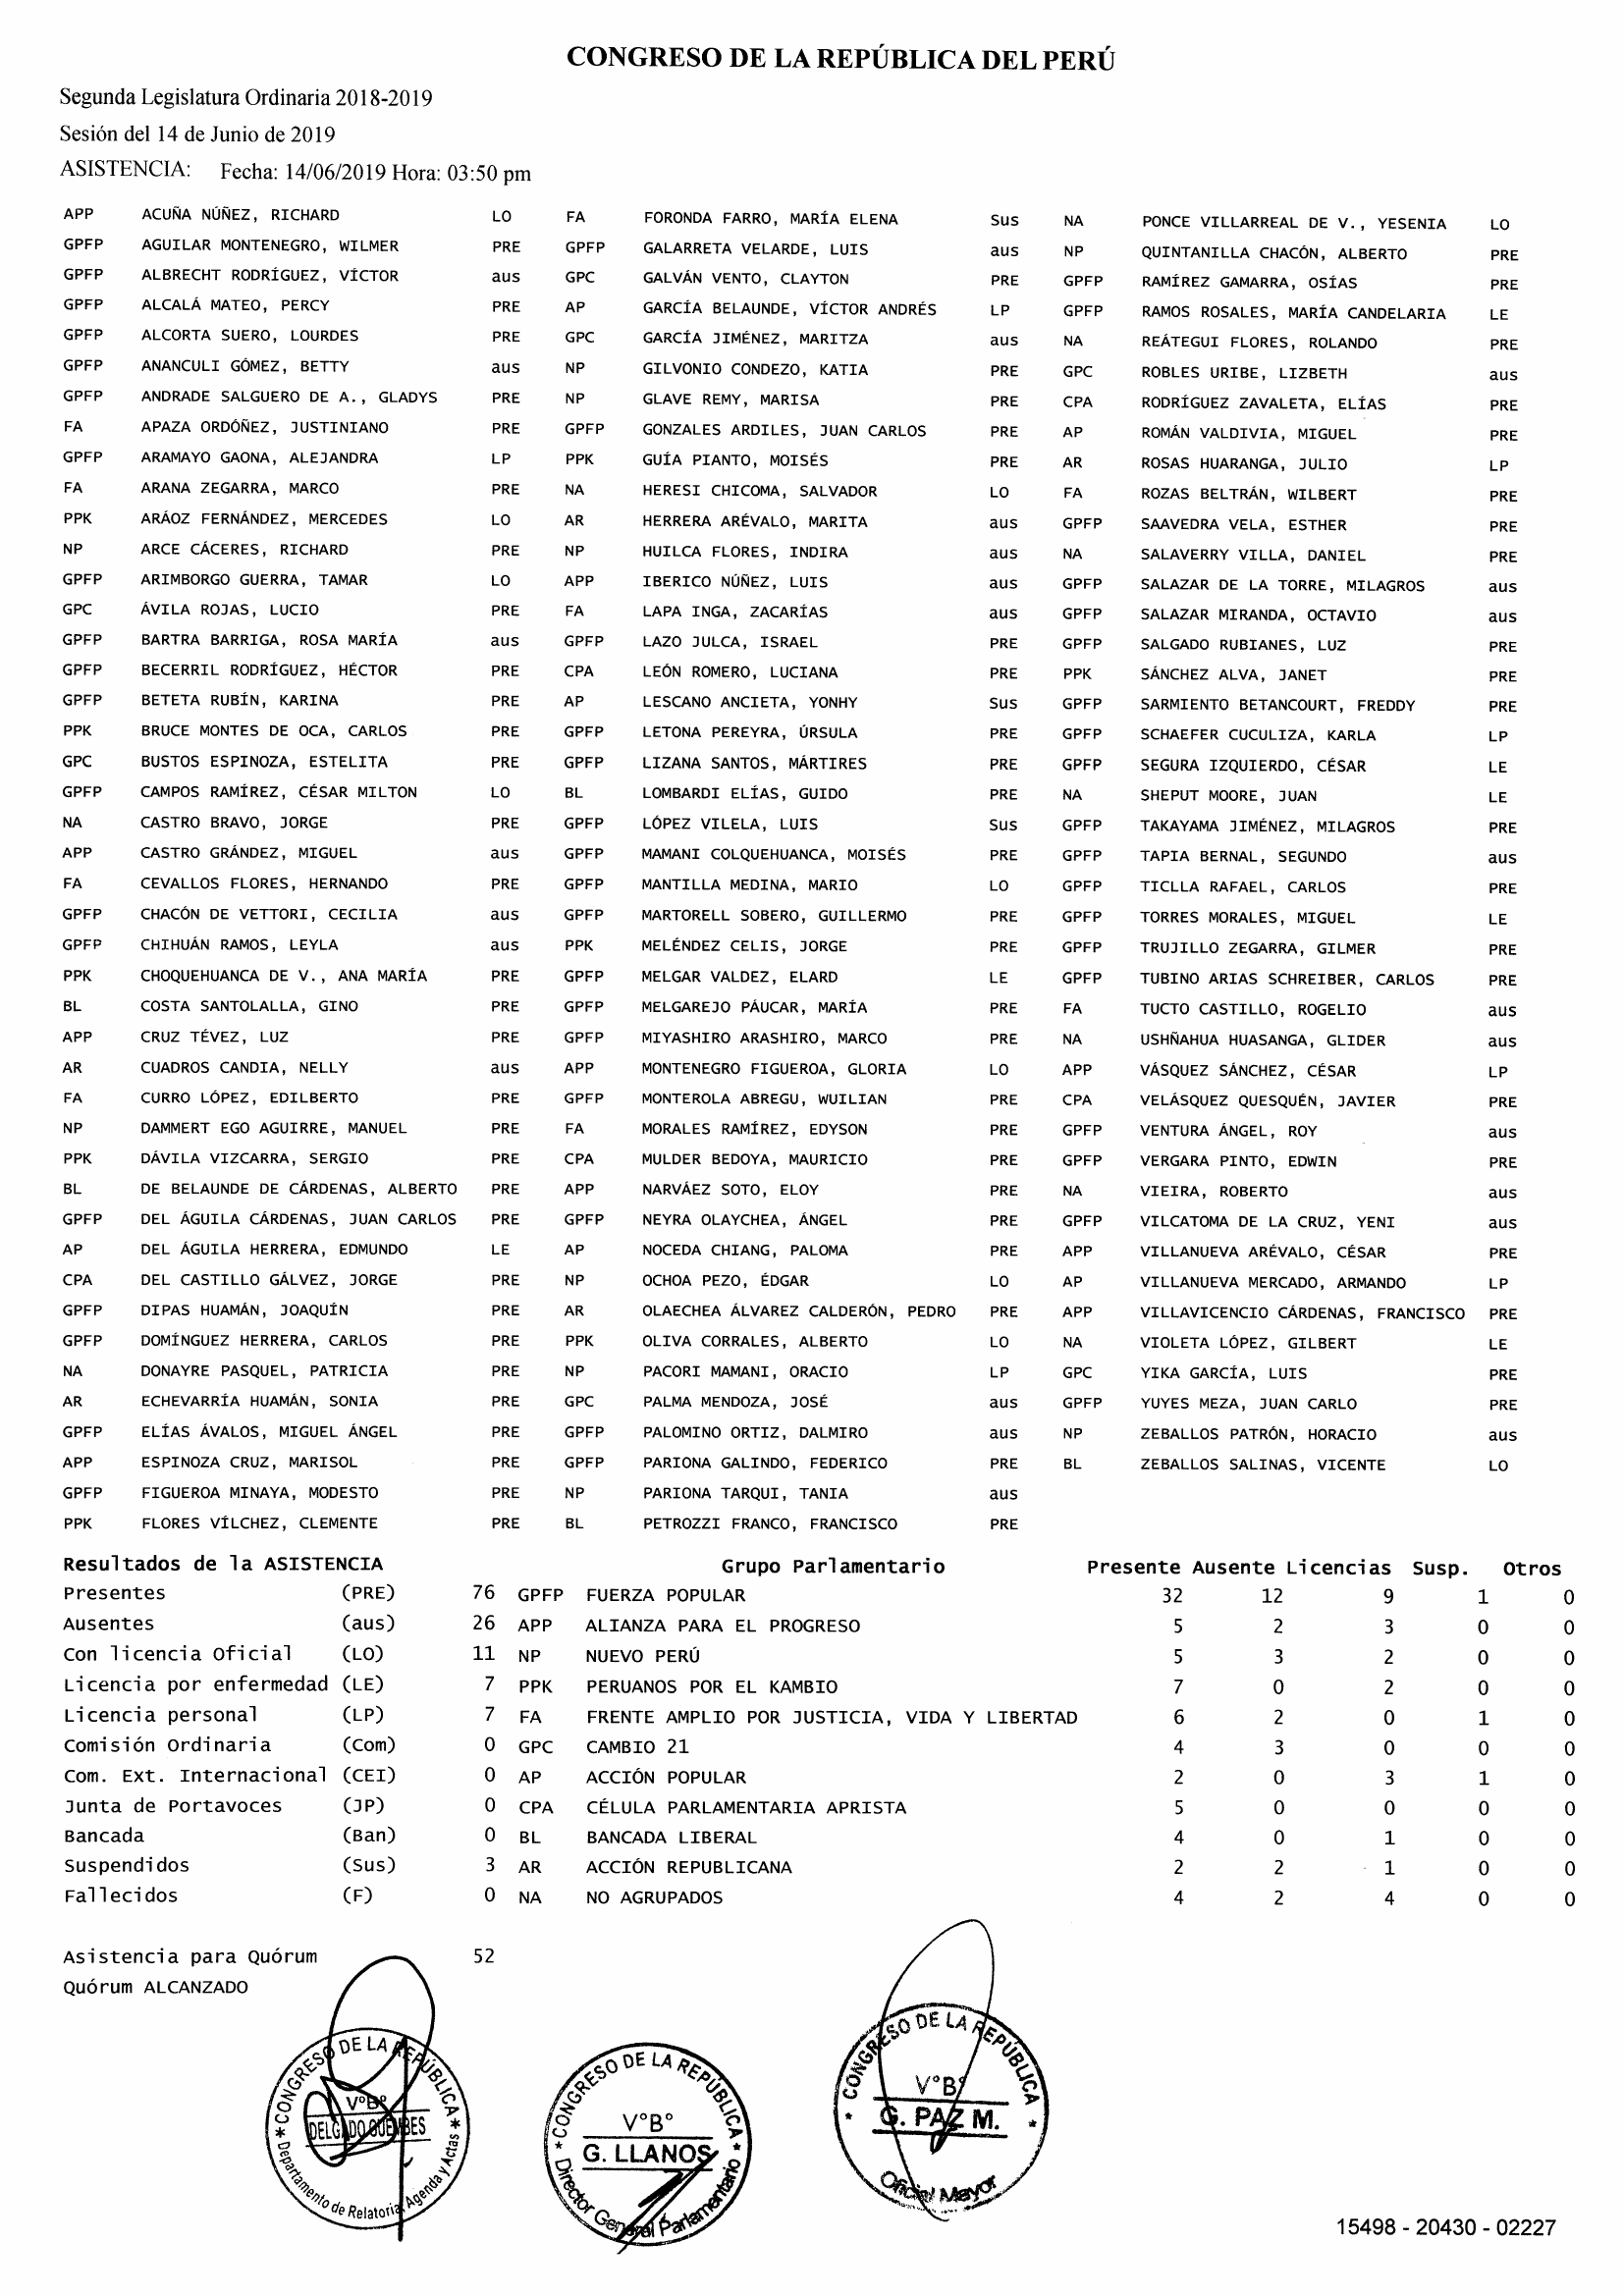 CONGRESO DE LA REPÚBLICA DEL PERÚ
Segunda Legislatura Ordinaria 2018-2019
Sesión del 14 de Junio de 2019
ASISTENCIA: Fecha: 14/06/2019 Hora: 03:50 pm
APP ACUÑA NÚÑEZ, RICHARD LO FA FORONDA FARRO, MARÍA ELENA Sus NA PONCE VILLARREAL DE V., YESENIA LO
GPFP AGUILAR MONTENEGRO, WILMER PRE GPFP GALARRETA VELARDE, LUIS aus NP QUINTANILLA CHACÓN, ALBERTO PRE
GPFP ALBRECHT RODRÍGUEZ, VÍCTOR aus GPC GALVÁN VENTO, CLAYTON PRE GPFP RAMÍREZ GAMARRA, OSÍAS PRE
GPFP ALCALÁ MATEO, PERCY PRE AP GARCÍA BELAUNDE, VÍCTOR ANDRÉS LP GPFP RAMOS ROSALES, MARÍA CANDELARIA LE
GPFP ALCORTA SUERO, LOURDES PRE GPC GARCÍA JIMÉNEZ, MARITZA aus NA REÁTEGUI FLORES, ROLANDO PRE
GPFP ANANCULI GÓMEZ, BETTY aus NP GILVONIO CONDEZO, KATIA PRE GPC ROBLES URIBE, LIZBETH aus
GPFP ANDRADE SALGUERO DE A., GLADYS PRE NP GLAVE REMY, MARISA PRE CPA RODRÍGUEZ ZAVALETA, ELÍAS PRE
FA APAZA ORDÓÑEZ, JUSTINIANO PRE GPFP GONZALES ARDILES, JUAN CARLOS PRE AP ROMÁN VALDIVIA, MIGUEL PRE
GPFP ARAMAYO GAONA, ALEJANDRA LP PPK GUÍA PIANTO, MOISÉS PRE AR ROSAS HUARANGA, JULIO LP
FA ARANA ZEGARRA, MARCO PRE NA HERESI CHICOMA, SALVADOR LO FA ROZAS BELTRÁN, WILBERT PRE
PPK ARÁOZ FERNÁNDEZ, MERCEDES LO AR HERRERA ARÉVALO, MARITA aus GPFP SAAVEDRA VELA, ESTHER PRE
NP ARCE CÁCERES, RICHARD PRE NP HUILCA FLORES, INDIRA aus NA SALAVERRY VILLA, DANIEL PRE
GPFP ARIMBORGO GUERRA, TAMAR LO APP IBERICO NÚÑEZ, LUIS aus GPFP SALAZAR DE LA TORRE, MILAGROS aus
GPC ÁVILA ROJAS, LUCIO PRE FA LAPA INGA, ZACARÍAS aus GPFP SALAZAR MIRANDA, OCTAVIO aus
GPFP BARTRA BARRIGA, ROSA MARÍA aus GPFP LAZO JULCA, ISRAEL PRE GPFP SALGADO RUBIANES, LUZ PRE
GPFP BECERRIL RODRÍGUEZ, HÉCTOR PRE CPA LEÓN ROMERO, LUCIANA PRE PPK SÁNCHEZ ALVA, JANET PRE
GPFP BETETA RUBÍN, KARINA PRE AP LESCANO ANCIETA, YONHY Sus GPFP SARMIENTO BETANCOURT, FREDDY PRE
PPK BRUCE MONTES DE OCA, CARLOS PRE GPFP LETONA PEREYRA, ÚRSULA PRE GPFP SCHAEFER CUCULIZA, KARLA LP
GPC BUSTOS ESPINOZA, ESTELITA PRE GPFP LIZANA SANTOS, MÁRTIRES PRE GPFP SEGURA IZQUIERDO, CÉSAR LE
GPFP CAMPOS RAMÍREZ, CÉSAR MILTON LO BL LOMBARDI ELÍAS, GUIDO PRE NA SHEPUT MOORE, JUAN LE
NA CASTRO BRAVO, JORGE PRE GPFP LÓPEZ VILELA, LUIS Sus GPFP TAKAYAMA JIMÉNEZ, MILAGROS PRE
APP CASTRO GRÁNDEZ, MIGUEL aus GPFP MAMANI COLQUEHUANCA, MOISÉS PRE GPFP TAPIA BERNAL, SEGUNDO aus
FA CEVALLOS FLORES, HERNANDO PRE GPFP MANTILLA MEDINA, MARIO LO GPFP TICLLA RAFAEL, CARLOS PRE
GPFP CHACÓN DE VETTORI, CECILIA aus GPFP MARTORELL SOBERO, GUILLERMO PRE GPFP TORRES MORALES, MIGUEL LE
GPFP CHIHUÁN RAMOS, LEYLA aus PPK MELÉNDEZ CELIS, JORGE PRE GPFP TRUJILLO ZEGARRA, GILMER PRE
PPK CHOQUEHUANCA DE V., ANA MARÍA PRE GPFP MELGAR VALDEZ, ELARD LE GPFP TUBINO ARIAS SCHREIBER, CARLOS PRE
BL COSTA SANTOLALLA, GINO PRE GPFP MELGAREJO PÁUCAR, MARÍA PRE FA TUCTO CASTILLO, ROGELIO aus
APP CRUZ TÉVEZ, LUZ PRE GPFP MIYASHIRO ARASHIRO, MARCO PRE NA USHÑAHUA HUASANGA, GLIDER aus
AR CUADROS CANDIA, NELLY aus APP MONTENEGRO FIGUEROA, GLORIA LO APP VÁSQUEZ SÁNCHEZ, CÉSAR LP
FA CURRO LÓPEZ, EDILBERTO PRE GPFP MONTEROLA ABREGU, WUILIAN PRE CPA VELÁSQUEZ QUESQUÉN, JAVIER PRE
NP DAMMERT EGO AGUIRRE, MANUEL PRE FA MORALES RAMÍREZ, EDYSON PRE GPFP VENTURA ÁNGEL, ROY aus
PPK DÁVILA VIZCARRA, SERGIO PRE CPA MULDER BEDOYA, MAURICIO PRE GPFP VERGARA PINTO, EDWIN PRE
BL DE BELAUNDE DE CÁRDENAS, ALBERTO PRE APP NARVÁEZ SOTO, ELOY PRE NA VIEIRA, ROBERTO aus
GPFP DEL ÁGUILA CÁRDENAS, JUAN CARLOS PRE GPFP NEYRA OLAYCHEA, ÁNGEL PRE GPFP VILCATOMA DE LA CRUZ, YENI aus
AP DEL ÁGUILA HERRERA, EDMUNDO LE AP NOCEDA CHIANG, PALOMA PRE APP VILLANUEVA ARÉVALO, CÉSAR PRE
CPA DEL CASTILLO GÁLVEZ, JORGE PRE NP OCHOA PEZO, ÉDGAR LO AP VILLANUEVA MERCADO, ARMANDO LP
GPFP DIPAS HUAMÁN, JOAQUÍN PRE AR OLAECHEA ÁLVAREZ CALDERÓN, PEDRO PRE APP VILLAVICENCIO CÁRDENAS, FRANCISCO PRE
GPFP DOMÍNGUEZ HERRERA, CARLOS PRE PPK OLIVA CORRALES, ALBERTO LO NA VIOLETA LÓPEZ, GILBERT LE
NA DONAYRE PASQUEL, PATRICIA PRE NP PACORI MAMANI, ORACIO LP GPC YIKA GARCÍA, LUIS PRE
AR ECHEVARRÍA HUAMÁN, SONIA PRE GPC PALMA MENDOZA, JOSÉ aus GPFP YUYES MEZA, JUAN CARLO PRE
GPFP ELÍAS ÁVALOS, MIGUEL ÁNGEL PRE GPFP PALOMINO ORTIZ, DALMIRO aus NP ZEBALLOS PATRÓN, HORACIO aus
APP ESPINOZA CRUZ, MARISOL PRE GPFP PARIONA GALINDO, FEDERICO PRE BL ZEBALLOS SALINAS, VICENTE LO
GPFP FIGUEROA MINAYA, MODESTO PRE NP PARIONA TARQUI, TANIA aus
PPK FLORES VÍLCHEZ, CLEMENTE PRE BL PETROZZI FRANCO, FRANCISCO PRE
Resultados de la ASISTENCIA Grupo Parlamentario Presente Ausente Licencias Susp. Otros
Presentes (PRE) 76 GPFP FUERZA POPULAR 32 12 9 1 0
Ausentes (aus) 26 APP ALIANZA PARA EL PROGRESO 5 2 3 0 0
Con licencia Oficial (LO) 11 NP NUEVO PERÚ 5 3 2 0 0
Licencia por enfermedad (LE) 7 PPK PERUANOS POR EL KAMBIO 7 0 2 0 0
Licencia personal (LP) 7 FA FRENTE AMPLIO POR JUSTICIA, VIDA Y LIBERTAD 6 2 0 1 0
Comisión Ordinaria (Com) 0 GPC CAMBIO 21 4 3 0 0 0
Com. Ext. Internacional (CEI) 0 AP ACCIÓN POPULAR 2 0 3 1 0
Junta de Portavoces (JP) 0 CPA CÉLULA PARLAMENTARIA APRISTA 5 0 0 0 0
Bancada (Ban) 0 BL BANCADA LIBERAL 4 0 1 0 0
Suspendidos (Sus) 3 AR ACCIÓN REPUBLICANA 2 2 1 0 0
Fallecidos (F) 0 NA NO AGRUPADOS 4 2 4 0 0
Asistencia para Quórum 52
Quórum ALCANZADO
CONGRESO DE LA REPÚBLICA
V°B°
DELGADO GUEMBES
Departamento de Relatoría, Agenda y Actas
CONGRESO DE LA REPÚBLICA
V°B°
G. LLANOS
Director General Parlamentario
CONGRESO DE LA REPÚBLICA
V°B°
G. PAZ M.
Oficial Mayor
15498 - 20430 - 02227